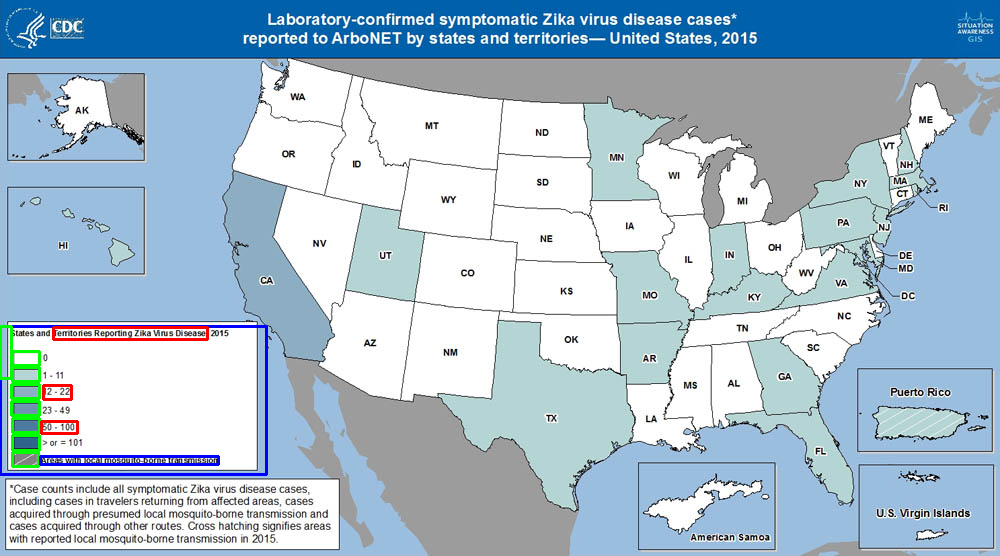 Laboratory-confirmed symptomatic Zika virus disease cases*
reported to ArboNET by states and territories— United States, 2015
CDC
SITUATION
AWARENESS
GIS
AK
HI
WA
OR
CA
ID
NV
MT
WY
UT
AZ
CO
NM
ND
SD
NE
KS
OK
TX
MN
IA
MO
AR
LA
WI
IL
MI
IN
OH
KY
TN
MS
AL
GA
FL
SC
NC
VA
WV
PA
NY
VT
NH
ME
MA
CT
RI
NJ
DE
MD
DC
States and Territories Reporting Zika Virus Disease, 2015
0
1 - 11
12 - 22
23 - 49
50 - 100
> or = 101
Areas with local mosquito-borne transmission
*Case counts include all symptomatic Zika virus disease cases,
including cases in travelers returning from affected areas, cases
acquired through presumed local mosquito-borne transmission and
cases acquired through other routes. Cross hatching signifies areas
with reported local mosquito-borne transmission in 2015.
Puerto Rico
American Samoa
U.S. Virgin Islands